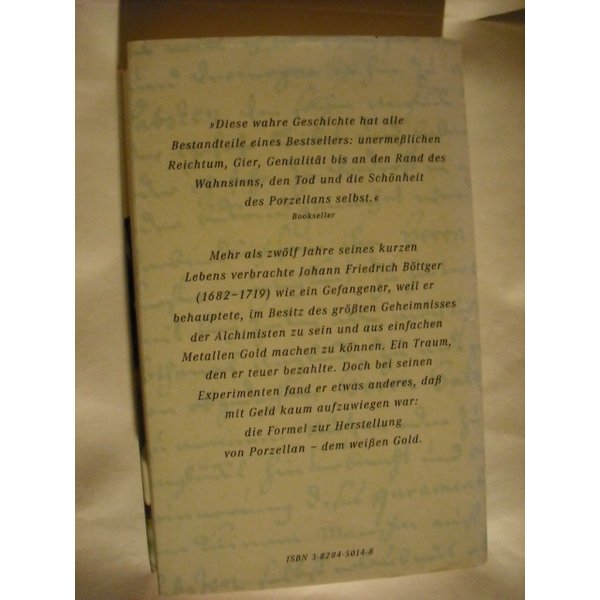 »Diese wahre Geschichte hat alle
Bestandteile eines Bestsellers: unermeßlichen
Reichtum, Gier, Genialität bis an den Rand des
Wahnsinns, den Tod und die Schönheit
des Porzellans selbst.«
Bookseller
Mehr als zwölf Jahre seines kurzen
Lebens verbrachte Johann Friedrich Böttger
(1682–1719) wie ein Gefangener, weil er
behauptete, im Besitz des größten Geheimnisses
der Alchimisten zu sein und aus einfachen
Metallen Gold machen zu können. Ein Traum,
den er teuer bezahlte. Doch bei seinen
Experimenten fand er etwas anderes, daß
mit Geld kaum aufzuwiegen war:
die Formel zur Herstellung
von Porzellan – dem weißen Gold.
ISBN 3-8284-5014-8